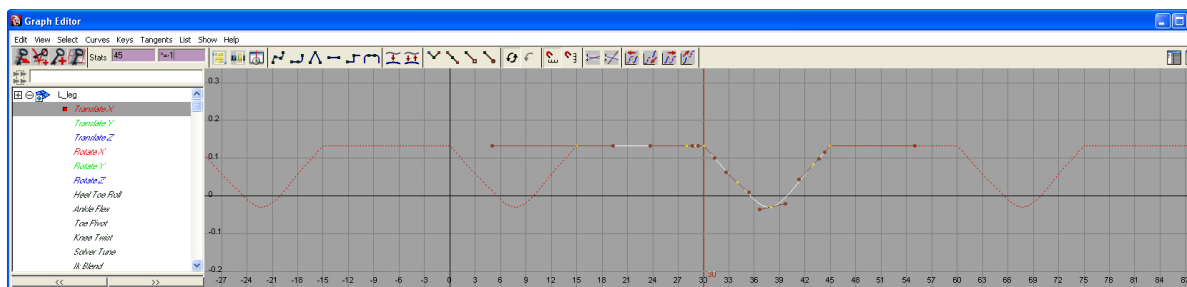 Graph Editor
Edit View Select Curves Keys Tangents List Show Help
Stats 45 *=-1
L_leg
Translate X
Translate Y
Translate Z
Rotate X
Rotate Y
Rotate Z
Heel Toe Roll
Ankle Flex
Toe Pivot
Knee Twist
Solver Tune
Ik Blend
<< >>
0.3
0.2
0.1
0
-0.1
-0.2
-27 -24 -21 -18 -15 -12 -9 -6 -3 0 3 6 9 12 15 18 21 24 27 30 33 36 39 42 45 48 51 54 57 60 63 66 69 72 75 78 81 84
30